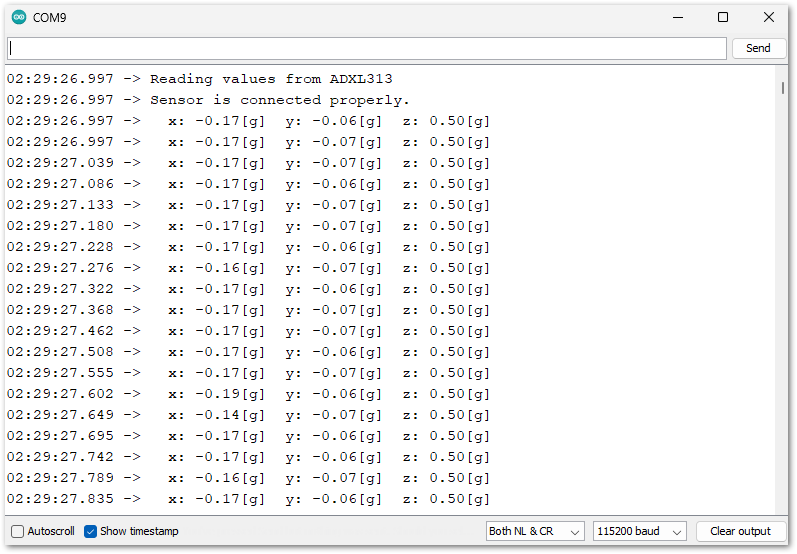 COM9
Send
02:29:26.997 -> Reading values from ADXL313
02:29:26.997 -> Sensor is connected properly.
02:29:26.997 ->   x: -0.17[g]  y: -0.06[g]  z: 0.50[g]
02:29:26.997 ->   x: -0.17[g]  y: -0.07[g]  z: 0.50[g]
02:29:27.039 ->   x: -0.17[g]  y: -0.07[g]  z: 0.50[g]
02:29:27.086 ->   x: -0.17[g]  y: -0.06[g]  z: 0.50[g]
02:29:27.133 ->   x: -0.17[g]  y: -0.07[g]  z: 0.50[g]
02:29:27.180 ->   x: -0.17[g]  y: -0.07[g]  z: 0.50[g]
02:29:27.228 ->   x: -0.17[g]  y: -0.06[g]  z: 0.50[g]
02:29:27.276 ->   x: -0.16[g]  y: -0.07[g]  z: 0.50[g]
02:29:27.322 ->   x: -0.17[g]  y: -0.06[g]  z: 0.50[g]
02:29:27.368 ->   x: -0.17[g]  y: -0.07[g]  z: 0.50[g]
02:29:27.462 ->   x: -0.17[g]  y: -0.07[g]  z: 0.50[g]
02:29:27.508 ->   x: -0.17[g]  y: -0.06[g]  z: 0.50[g]
02:29:27.555 ->   x: -0.17[g]  y: -0.07[g]  z: 0.50[g]
02:29:27.602 ->   x: -0.19[g]  y: -0.06[g]  z: 0.50[g]
02:29:27.649 ->   x: -0.14[g]  y: -0.07[g]  z: 0.50[g]
02:29:27.695 ->   x: -0.17[g]  y: -0.06[g]  z: 0.50[g]
02:29:27.742 ->   x: -0.17[g]  y: -0.06[g]  z: 0.50[g]
02:29:27.789 ->   x: -0.16[g]  y: -0.07[g]  z: 0.50[g]
02:29:27.835 ->   x: -0.17[g]  y: -0.06[g]  z: 0.50[g]
Autoscroll Show timestamp Both NL & CR 115200 baud Clear output